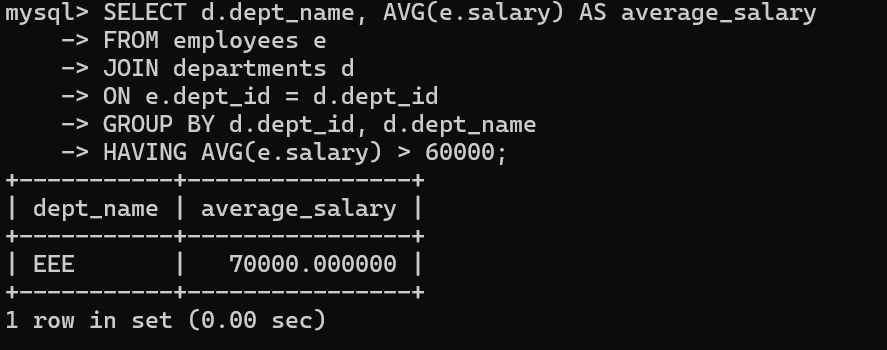 mysql> SELECT d.dept_name, AVG(e.salary) AS average_salary
    -> FROM employees e
    -> JOIN departments d
    -> ON e.dept_id = d.dept_id
    -> GROUP BY d.dept_id, d.dept_name
    -> HAVING AVG(e.salary) > 60000;
+-----------+----------------+
| dept_name | average_salary |
+-----------+----------------+
| EEE       |   70000.000000 |
+-----------+----------------+
1 row in set (0.00 sec)